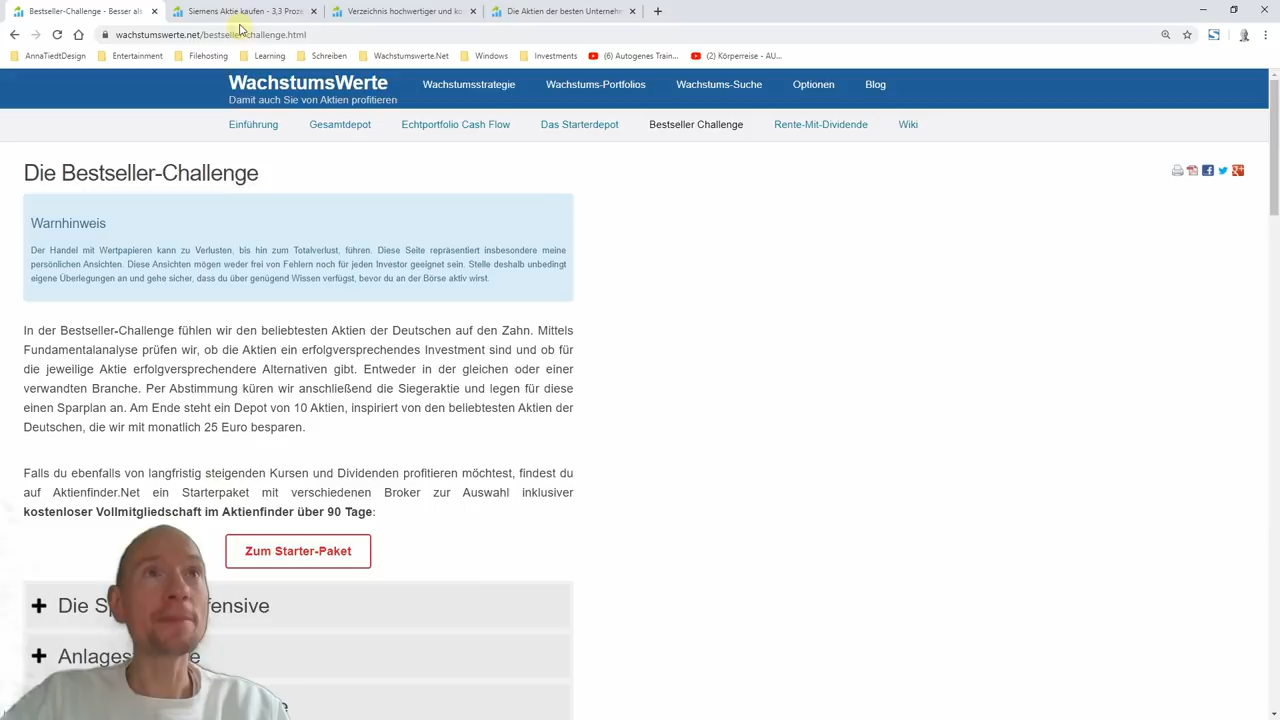 Bestseller-Challenge - Besser als
Siemens Aktie kaufen - 3,3 Proze
Verzeichnis hochwertiger und ko
Die Aktien der besten Unternehm
wachstumswerte.net/bestseller-challenge.html
AnnaTiedtDesign
Entertainment
Filehosting
Learning
Schreiben
Wachstumswerte.Net
Windows
Investments
(6) Autogenes Train...
(2) Körperreise - AU...
WachstumsWerte
Damit auch Sie von Aktien profitieren
Wachstumsstrategie
Wachstums-Portfolios
Wachstums-Suche
Optionen
Blog
Einführung
Gesamtdepot
Echtportfolio Cash Flow
Das Starterdepot
Bestseller Challenge
Rente-Mit-Dividende
Wiki
Die Bestseller-Challenge
Warnhinweis
Der Handel mit Wertpapieren kann zu Verlusten, bis hin zum Totalverlust, führen. Diese Seite repräsentiert insbesondere meine
persönlichen Ansichten. Diese Ansichten mögen weder frei von Fehlern noch für jeden Investor geeignet sein. Stelle deshalb unbedingt
eigene Überlegungen an und gehe sicher, dass du über genügend Wissen verfügst, bevor du an der Börse aktiv wirst.
In der Bestseller-Challenge fühlen wir den beliebtesten Aktien der Deutschen auf den Zahn. Mittels
Fundamentalanalyse prüfen wir, ob die Aktien ein erfolgversprechendes Investment sind und ob für
die jeweilige Aktie erfolgversprechendere Alternativen gibt. Entweder in der gleichen oder einer
verwandten Branche. Per Abstimmung küren wir anschließend die Siegeraktie und legen für diese
einen Sparplan an. Am Ende steht ein Depot von 10 Aktien, inspiriert von den beliebtesten Aktien der
Deutschen, die wir mit monatlich 25 Euro besparen.
Falls du ebenfalls von langfristig steigenden Kursen und Dividenden profitieren möchtest, findest du
auf Aktienfinder.Net ein Starterpaket mit verschiedenen Broker zur Auswahl inklusiver
kostenloser Vollmitgliedschaft im Aktienfinder über 90 Tage:
Zum Starter-Paket
Die
Anlages